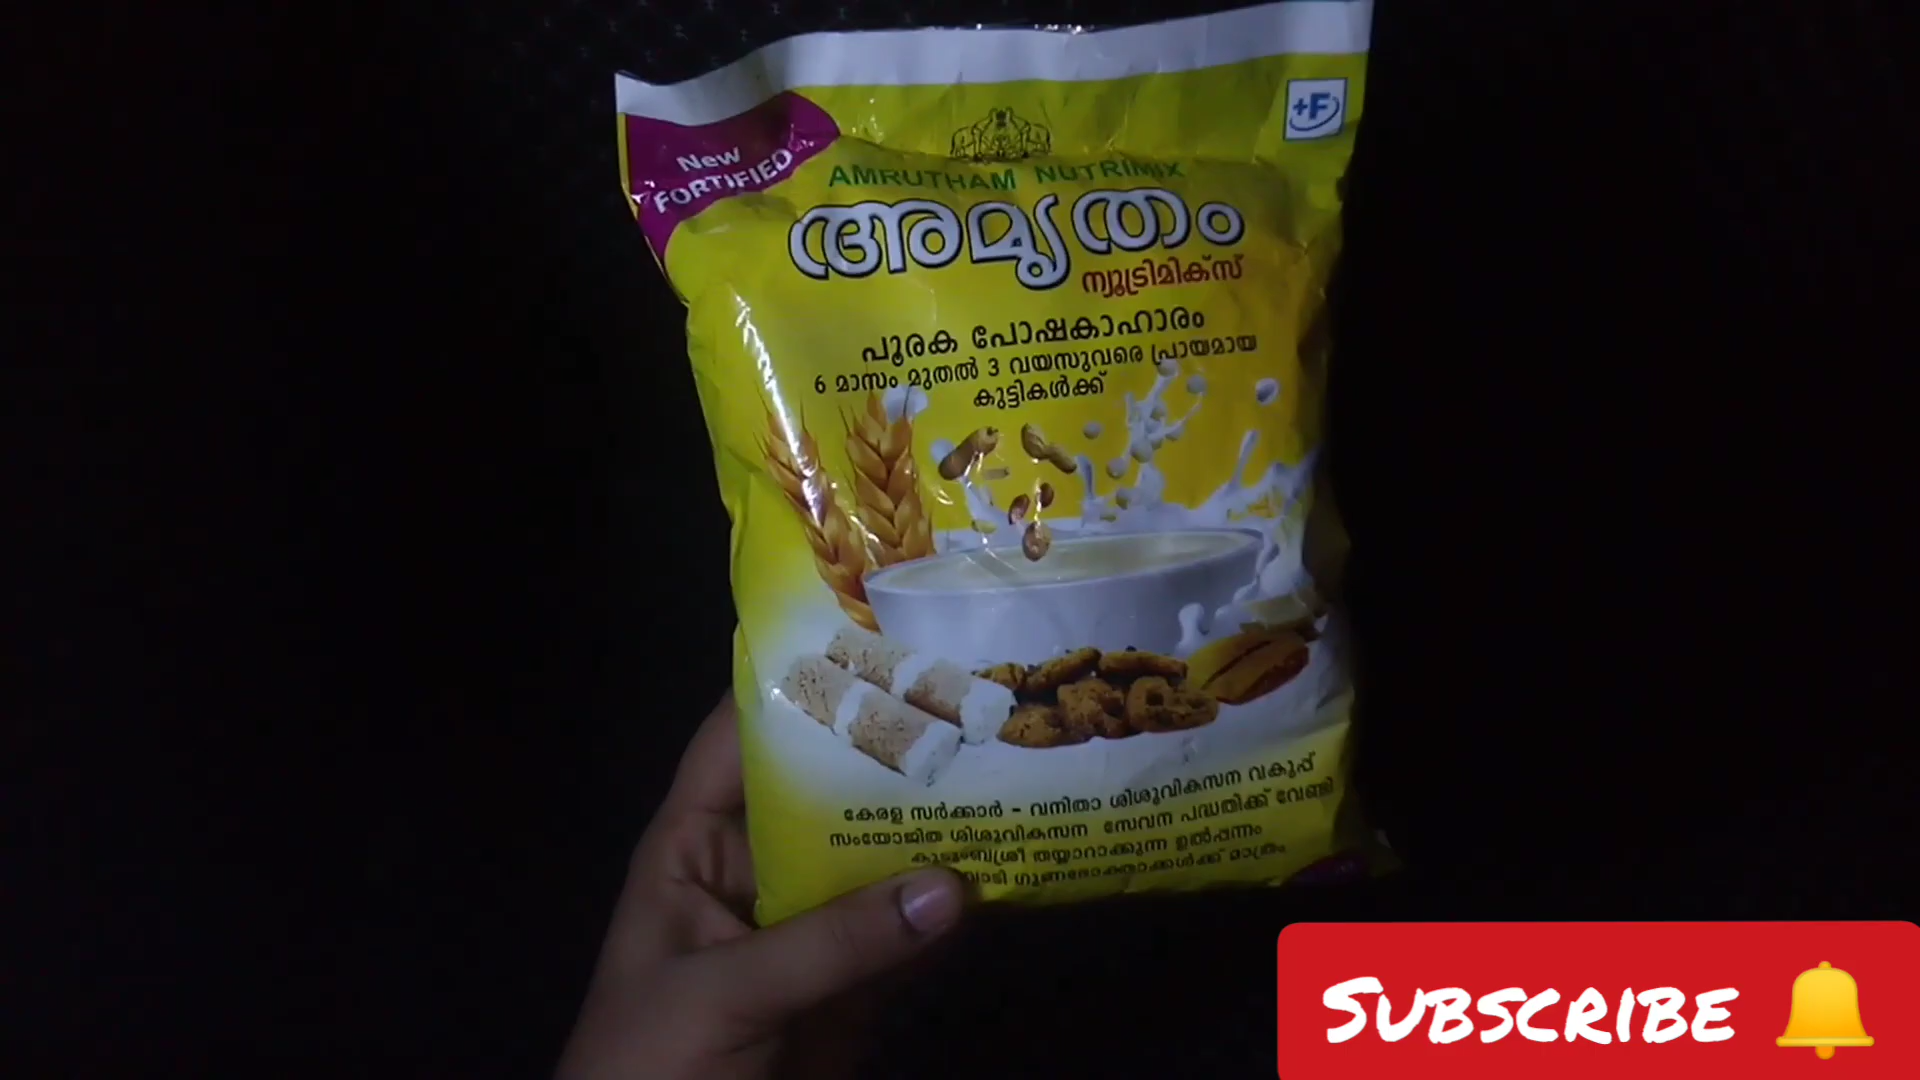 New
FORTIFIED
+F
AMRUTHAM NUTRIMIX
അമൃതം
ന്യൂട്രിമിക്സ്
പൂരക പോഷകാഹാരം
6 മാസം മുതൽ 3 വയസുവരെ പ്രായമായ
കുട്ടികൾക്ക്
കേരള സർക്കാർ - വനിതാ ശിശുവികസന വകുപ്പ്
സംയോജിത ശിശുവികസന സേവന പദ്ധതിക്ക് വേണ്ടി
കുടുംബശ്രീ തയ്യാറാക്കുന്ന ഉൽപ്പന്നം
ഗുണഭോക്താക്കൾക്ക് മാത്രം
SUBSCRIBE